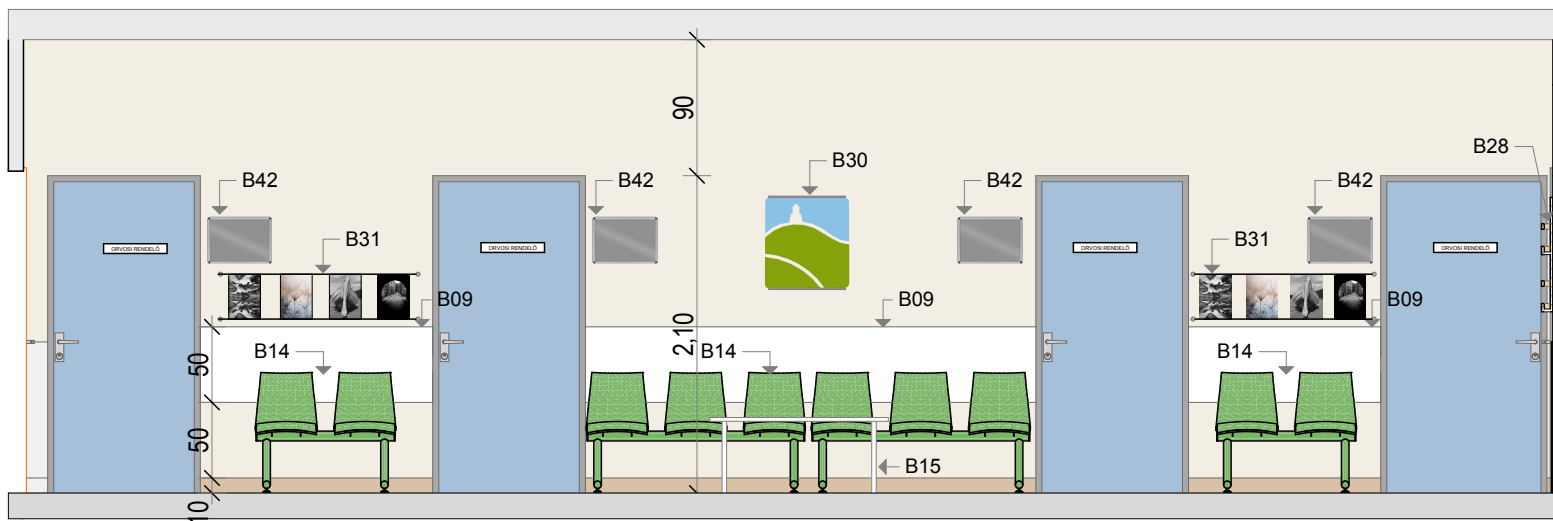 90
B30
B28
B42
B42
B42
B42
ORVOSI RENDELŐ
ORVOSI RENDELŐ
ORVOSI RENDELŐ
ORVOSI RENDELŐ
B31
B31
B09
B09
B09
2,10
50
B14
B14
B14
50
B15
10